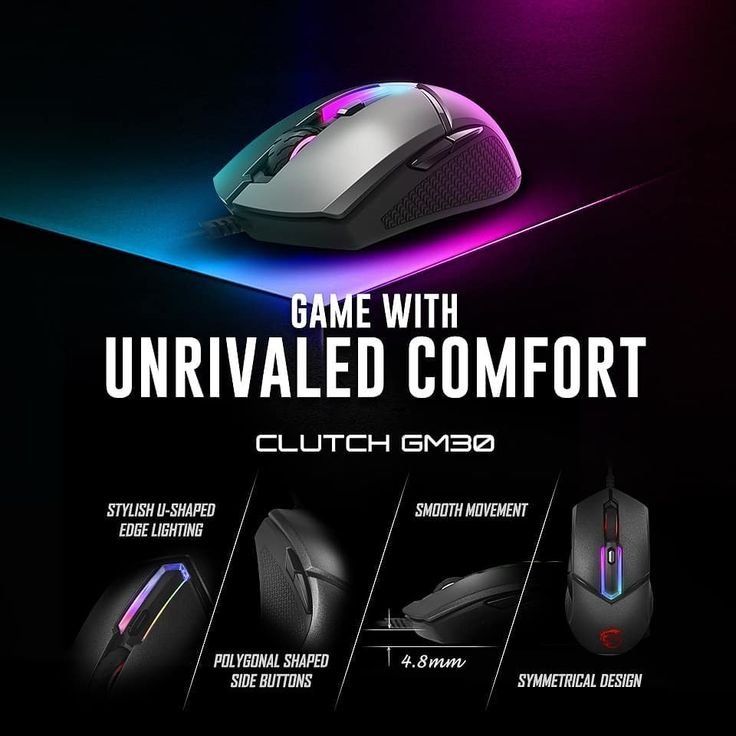 GAME WITH
UNRIVALED COMFORT
CLUTCH GM30
STYLISH U-SHAPED
EDGE LIGHTING
POLYGONAL SHAPED
SIDE BUTTONS
SMOOTH MOVEMENT
4.8mm
SYMMETRICAL DESIGN